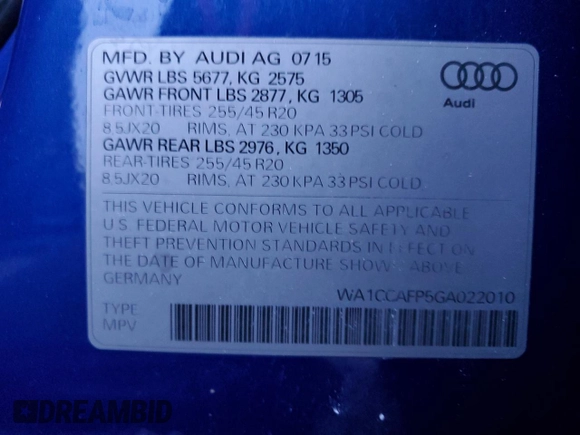 MFD. BY AUDI AG 07 15
GVWR LBS 5677, KG 2575
GAWR FRONT LBS 2877, KG 1305
FRONT-TIRES 255/45 R20
8.5JX20 RIMS, AT 230 KPA 33 PSI COLD
GAWR REAR LBS 2976, KG 1350
REAR-TIRES 255/45 R20
8.5JX20 RIMS, AT 230 KPA 33 PSI COLD
Audi
THIS VEHICLE CONFORMS TO ALL APPLICABLE
U.S. FEDERAL MOTOR VEHICLE SAFETY AND
THEFT PREVENTION STANDARDS IN EFFECT ON
THE DATE OF MANUFACTURE SHOWN ABOVE
GERMANY
WA1CCAFP5GA022010
TYPE
MPV
DREAMBID